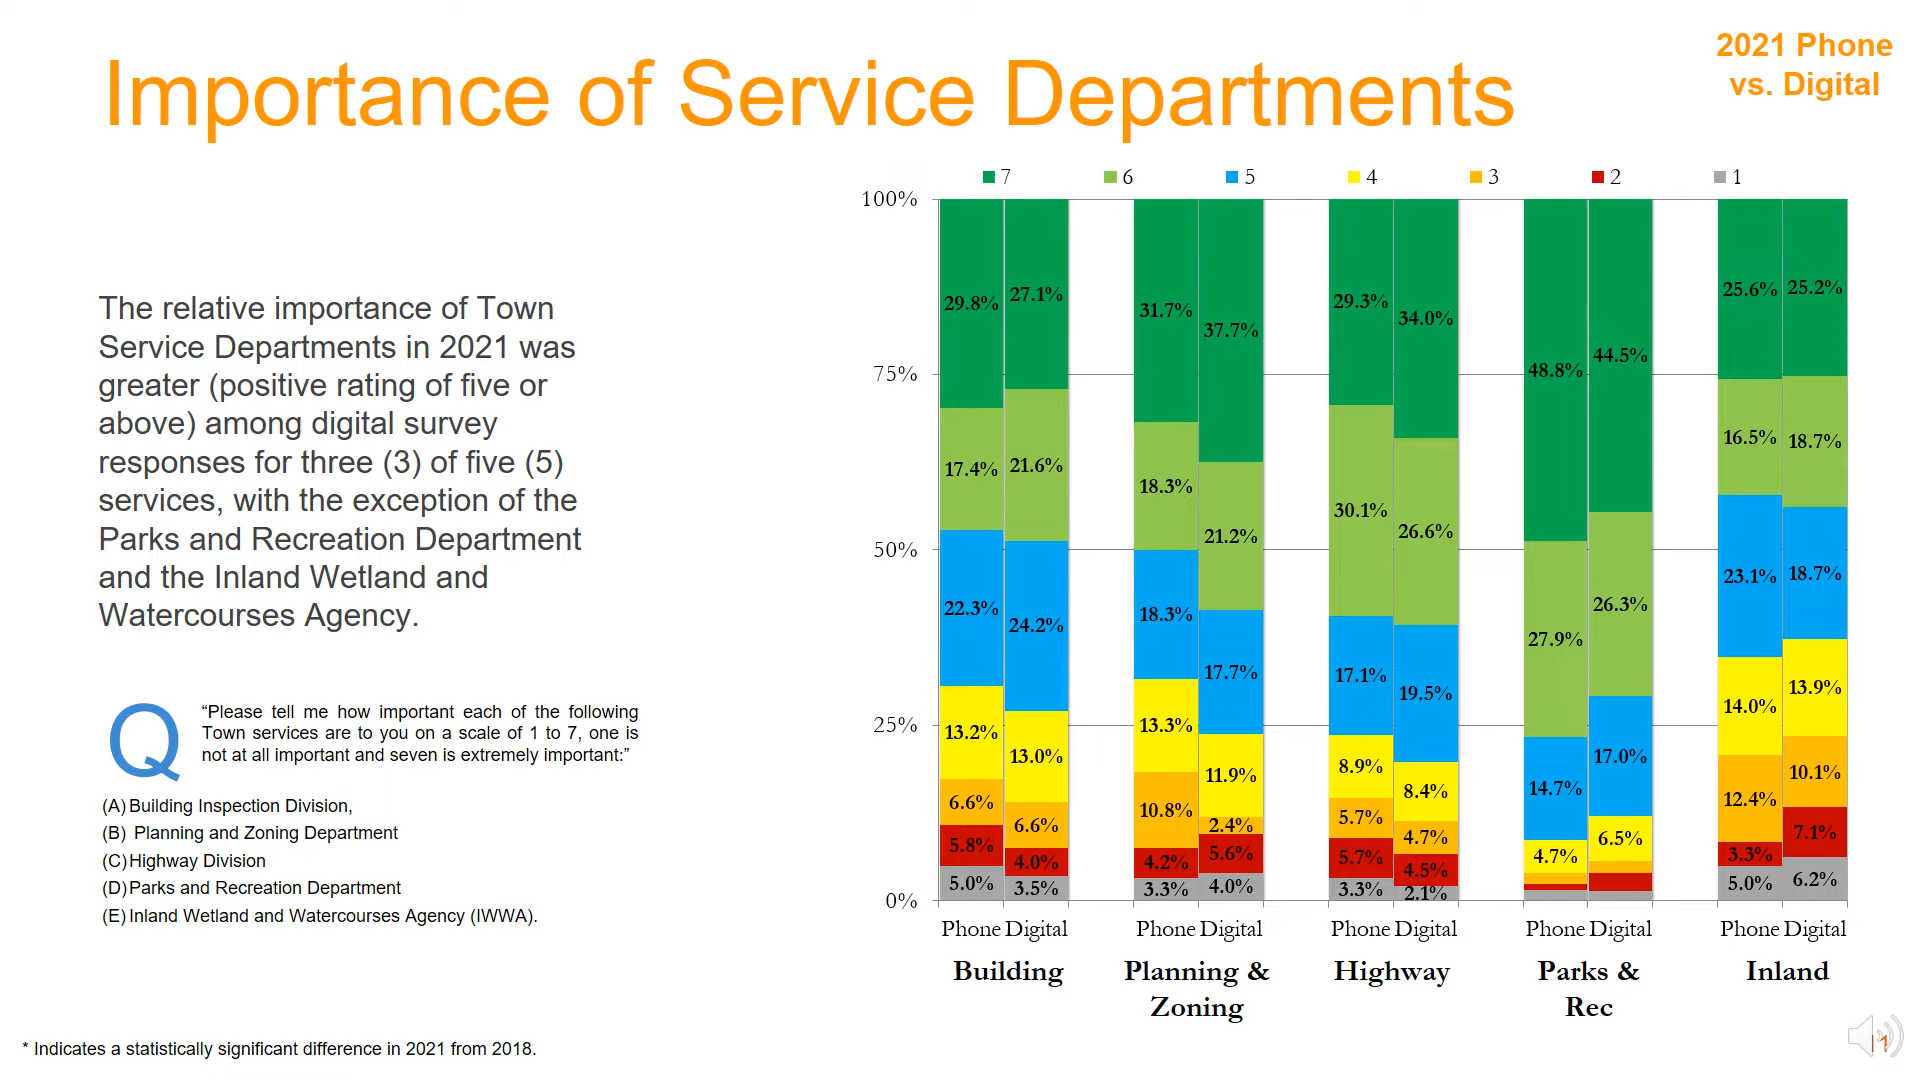 2021 Phone
vs. Digital
Importance of Service Departments
The relative importance of Town
Service Departments in 2021 was
greater (positive rating of five or
above) among digital survey
responses for three (3) of five (5)
services, with the exception of the
Parks and Recreation Department
and the Inland Wetland and
Watercourses Agency.
Q
“Please tell me how important each of the following
Town services are to you on a scale of 1 to 7, one is
not at all important and seven is extremely important:”
(A) Building Inspection Division,
(B) Planning and Zoning Department
(C) Highway Division
(D) Parks and Recreation Department
(E) Inland Wetland and Watercourses Agency (IWWA).
7 6 5 4 3 2 1
100%
75%
50%
25%
0%
29.8% 27.1% 31.7% 37.7% 29.3% 34.0% 48.8% 44.5% 25.6% 25.2%
17.4% 21.6% 18.3% 21.2% 30.1% 26.6% 27.9% 26.3% 16.5% 18.7%
22.3% 24.2% 18.3% 17.7% 17.1% 19.5% 14.7% 17.0% 23.1% 18.7%
13.2% 13.0% 13.3% 11.9% 8.9% 8.4% 4.7% 6.5% 14.0% 13.9%
6.6% 6.6% 10.8% 2.4% 5.7% 4.7% 12.4% 10.1%
5.8% 4.0% 4.2% 5.6% 5.7% 4.5% 3.3% 7.1%
5.0% 3.5% 3.3% 4.0% 3.3% 2.1% 5.0% 6.2%
Phone Digital Phone Digital Phone Digital Phone Digital Phone Digital
Building Planning & Highway Parks & Inland
Zoning Rec
* Indicates a statistically significant difference in 2021 from 2018.